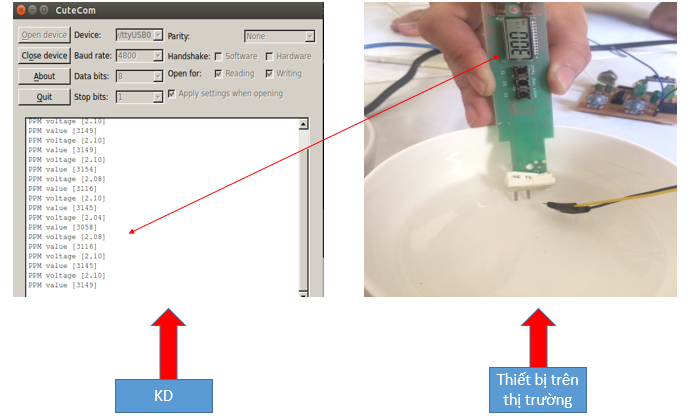 CuteCom
Open device Device: /ttyUSB0 Parity: None
Close device Baud rate: 4800 Handshake: Software Hardware
About Data bits: 8 Open for: Reading Writing
Quit Stop bits: 1 Apply settings when opening
PPM voltage [2.10]
PPM value [3149]
PPM voltage [2.10]
PPM value [3149]
PPM voltage [2.10]
PPM value [3154]
PPM voltage [2.08]
PPM value [3116]
PPM voltage [2.10]
PPM value [3145]
PPM voltage [2.04]
PPM value [3058]
PPM voltage [2.08]
PPM value [3116]
PPM voltage [2.10]
PPM value [3145]
PPM voltage [2.10]
PPM value [3149]
KD
Thiết bị trên
thị trường